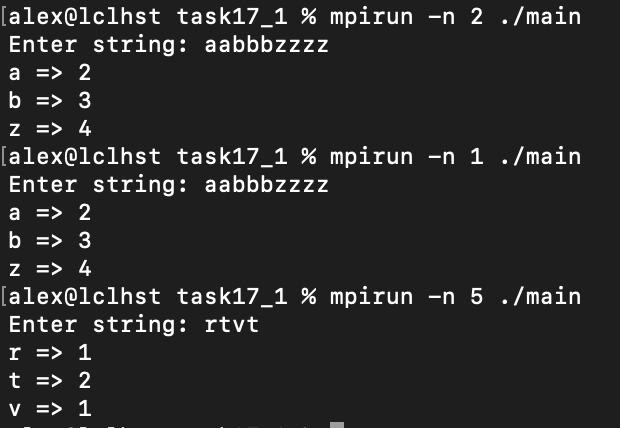 [alex@lclhst task17_1 % mpirun -n 2 ./main
Enter string: aabbbzzzz
a => 2
b => 3
z => 4
[alex@lclhst task17_1 % mpirun -n 1 ./main
Enter string: aabbbzzzz
a => 2
b => 3
z => 4
[alex@lclhst task17_1 % mpirun -n 5 ./main
Enter string: rtvt
r => 1
t => 2
v => 1